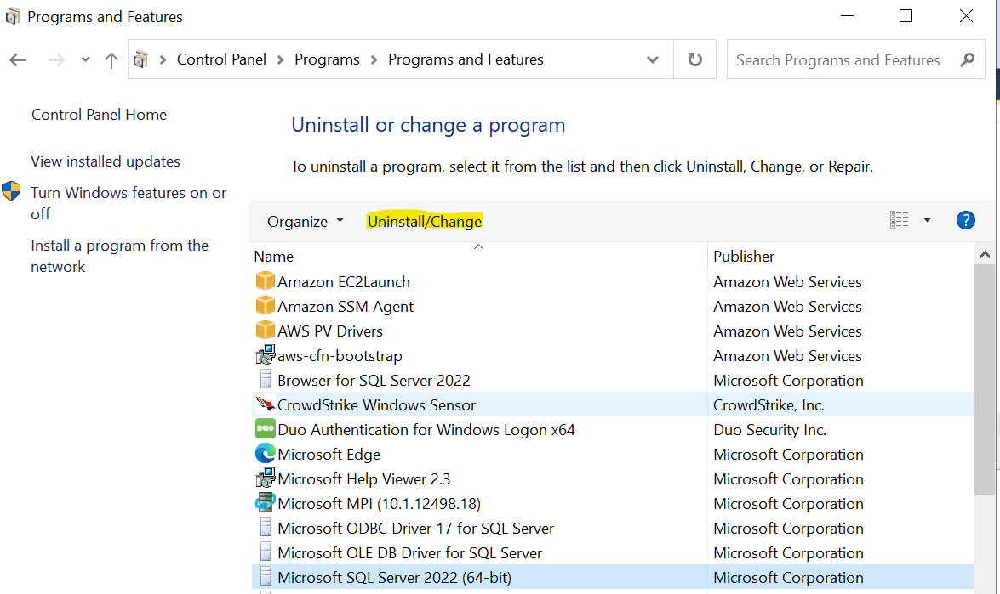 Programs and Features
Control Panel > Programs > Programs and Features
Search Programs and Features
Control Panel Home
View installed updates
Turn Windows features on or
off
Install a program from the
network
Uninstall or change a program
To uninstall a program, select it from the list and then click Uninstall, Change, or Repair.
Organize Uninstall/Change ?
Name Publisher
Amazon EC2Launch Amazon Web Services
Amazon SSM Agent Amazon Web Services
AWS PV Drivers Amazon Web Services
aws-cfn-bootstrap Amazon Web Services
Browser for SQL Server 2022 Microsoft Corporation
CrowdStrike Windows Sensor CrowdStrike, Inc.
DUO Duo Authentication for Windows Logon x64 Duo Security Inc.
Microsoft Edge Microsoft Corporation
Microsoft Help Viewer 2.3 Microsoft Corporation
Microsoft MPI (10.1.12498.18) Microsoft Corporation
Microsoft ODBC Driver 17 for SQL Server Microsoft Corporation
Microsoft OLE DB Driver for SQL Server Microsoft Corporation
Microsoft SQL Server 2022 (64-bit) Microsoft Corporation